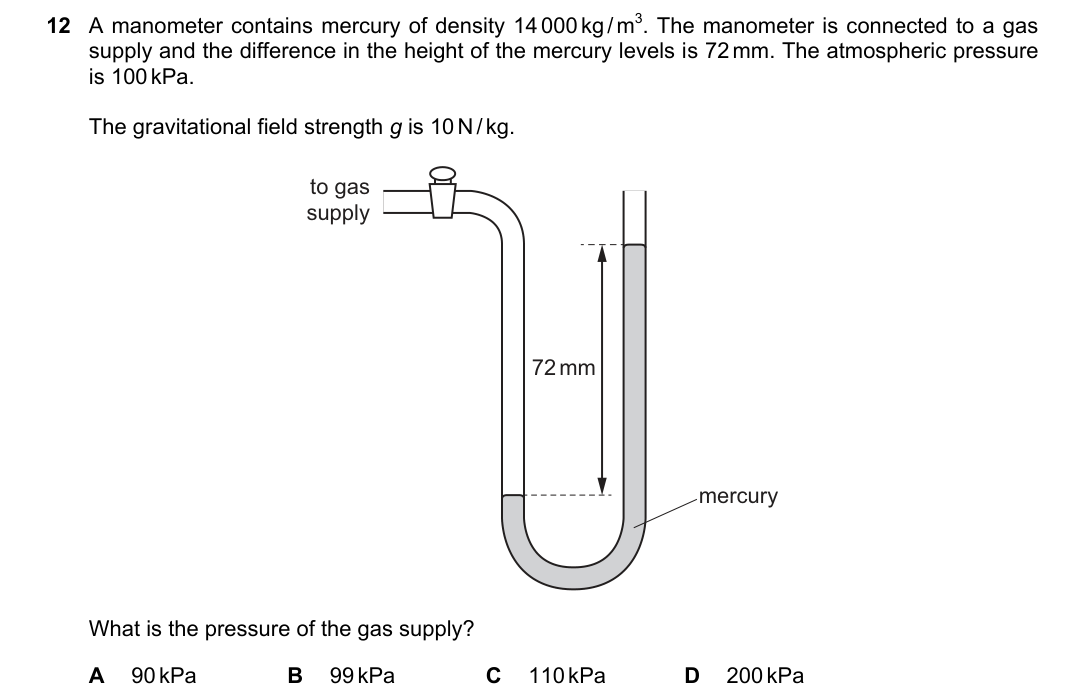 12 A manometer contains mercury of density 14 000 kg / m³. The manometer is connected to a gas
supply and the difference in the height of the mercury levels is 72 mm. The atmospheric pressure
is 100 kPa.
The gravitational field strength g is 10 N / kg.
to gas
supply
72 mm
mercury
What is the pressure of the gas supply?
A 90 kPa B 99 kPa C 110 kPa D 200 kPa